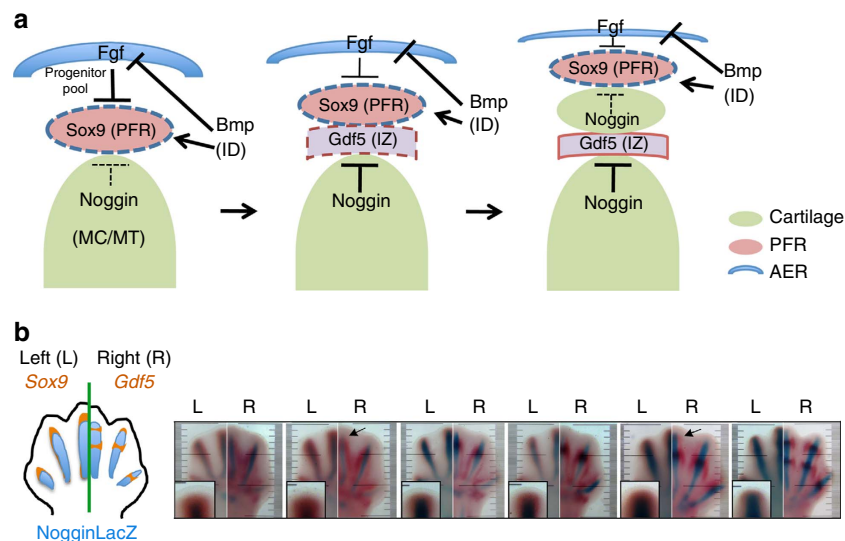 a
Fgf
Progenitor
pool
Sox9 (PFR)
Bmp
(ID)
Noggin
(MC/MT)
Fgf
Sox9 (PFR)
Bmp
(ID)
Gdf5 (IZ)
Noggin
Fgf
Sox9 (PFR)
Bmp
(ID)
Noggin
Gdf5 (IZ)
Noggin
Cartilage
PFR
AER
b
Left (L) Right (R)
Sox9 Gdf5
NogginLacZ
L R L R L R L R L R L R